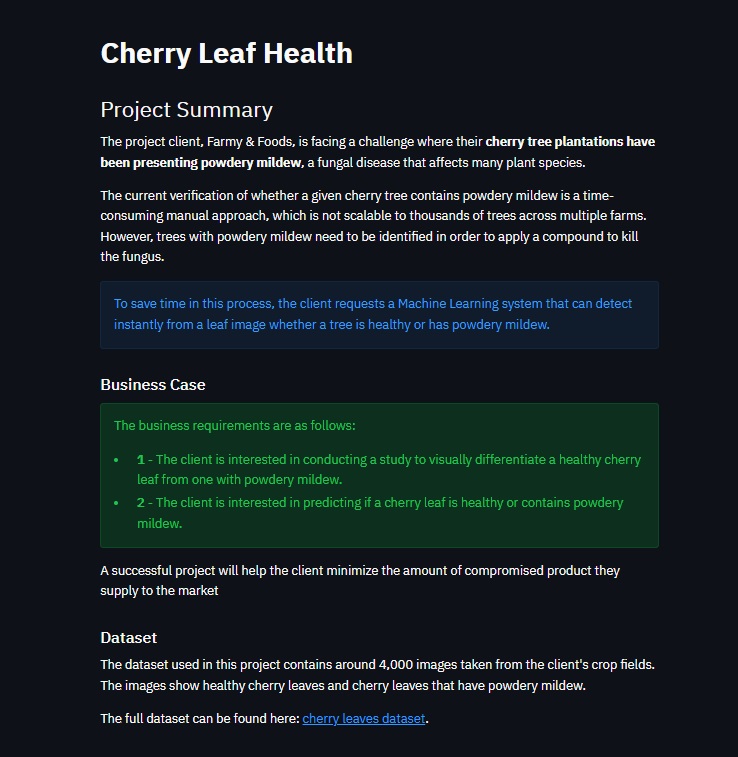 Cherry Leaf Health
Project Summary
The project client, Farmy & Foods, is facing a challenge where their cherry tree plantations have
been presenting powdery mildew, a fungal disease that affects many plant species.
The current verification of whether a given cherry tree contains powdery mildew is a time-
consuming manual approach, which is not scalable to thousands of trees across multiple farms.
However, trees with powdery mildew need to be identified in order to apply a compound to kill
the fungus.
To save time in this process, the client requests a Machine Learning system that can detect
instantly from a leaf image whether a tree is healthy or has powdery mildew.
Business Case
The business requirements are as follows:
• 1 - The client is interested in conducting a study to visually differentiate a healthy cherry
leaf from one with powdery mildew.
• 2 - The client is interested in predicting if a cherry leaf is healthy or contains powdery
mildew.
A successful project will help the client minimize the amount of compromised product they
supply to the market
Dataset
The dataset used in this project contains around 4,000 images taken from the client's crop fields.
The images show healthy cherry leaves and cherry leaves that have powdery mildew.
The full dataset can be found here: cherry leaves dataset.